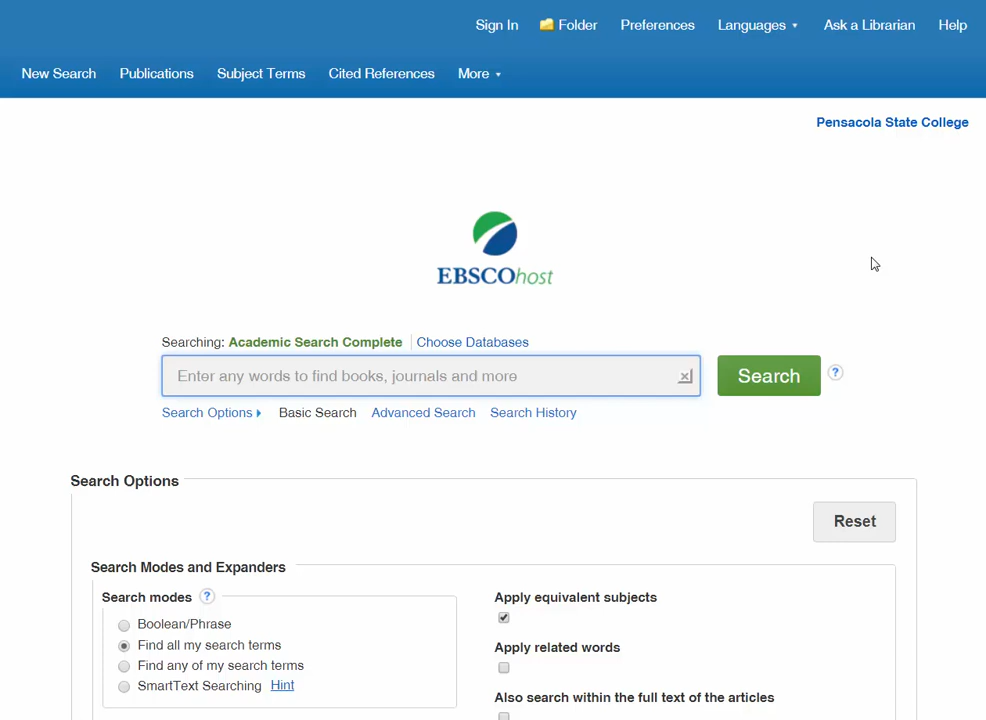 Sign In Folder Preferences Languages Ask a Librarian Help
New Search Publications Subject Terms Cited References More
Pensacola State College
EBSCOhost
Searching: Academic Search Complete Choose Databases
Enter any words to find books, journals and more x Search ?
Search Options Basic Search Advanced Search Search History
Search Options
Reset
Search Modes and Expanders
Search modes ?
Boolean/Phrase
Find all my search terms
Find any of my search terms
SmartText Searching Hint
Apply equivalent subjects
Apply related words
Also search within the full text of the articles